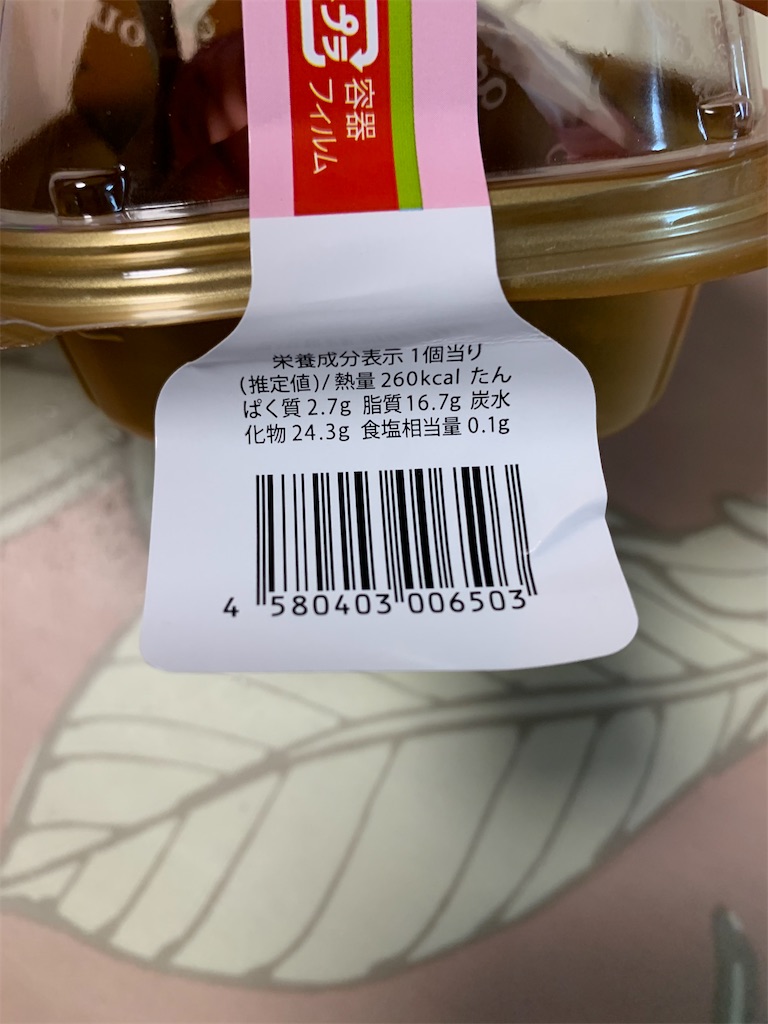 プラ
容器
フィルム
栄養成分表示 1個当り
(推定値)/熱量 260kcal たん
ぱく質 2.7g 脂質 16.7g 炭水
化物 24.3g 食塩相当量 0.1g
4 580403 006503